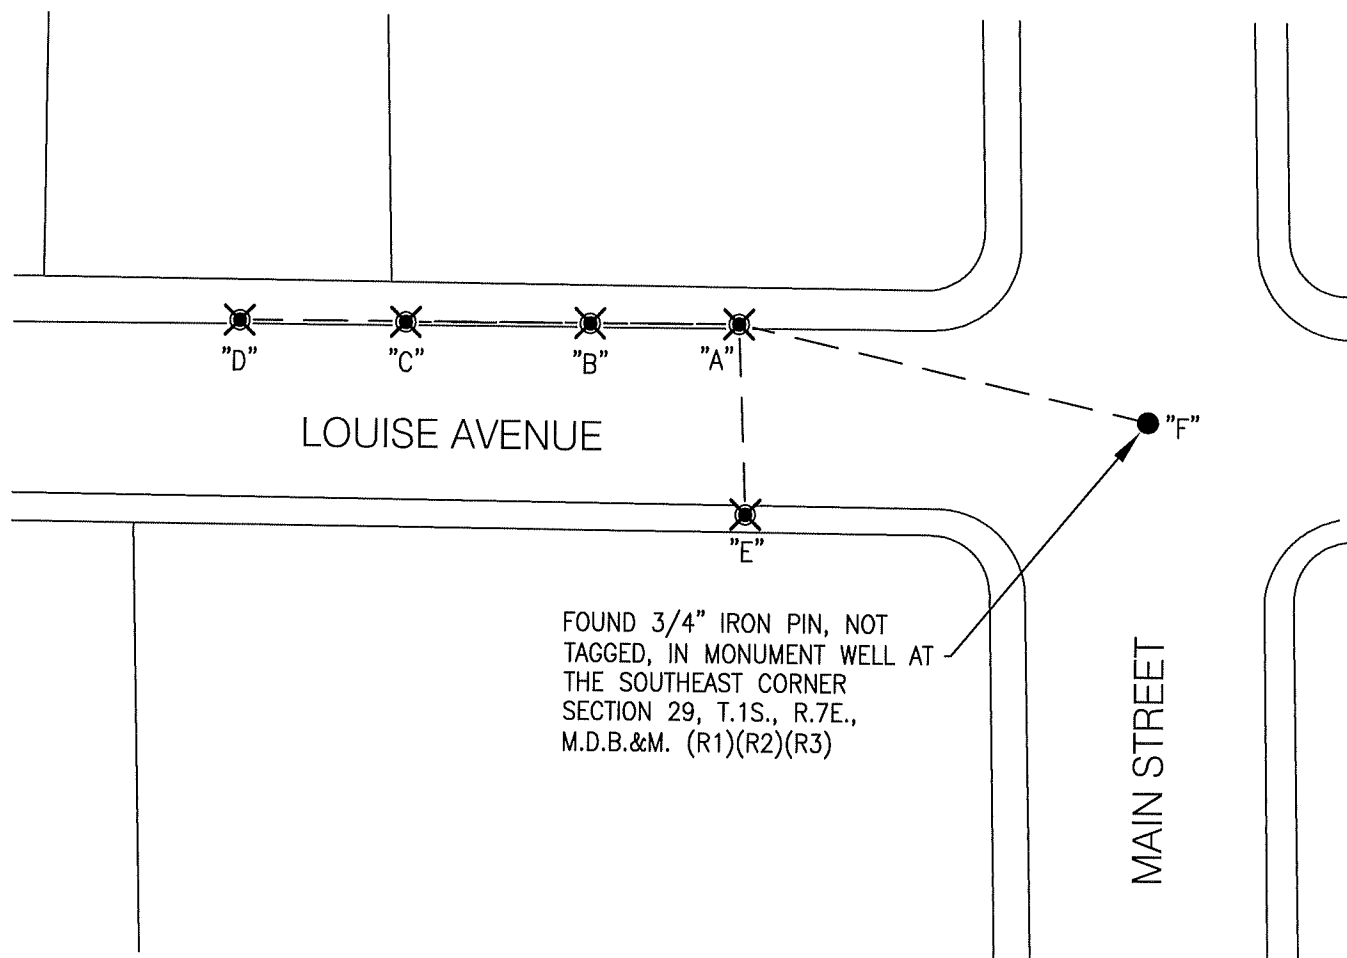 "D"
"C"
"B"
"A"
LOUISE AVENUE
"F"
"E"
FOUND 3/4" IRON PIN, NOT
TAGGED, IN MONUMENT WELL AT
THE SOUTHEAST CORNER
SECTION 29, T.1S., R.7E.,
M.D.B.&M. (R1)(R2)(R3)
MAIN STREET